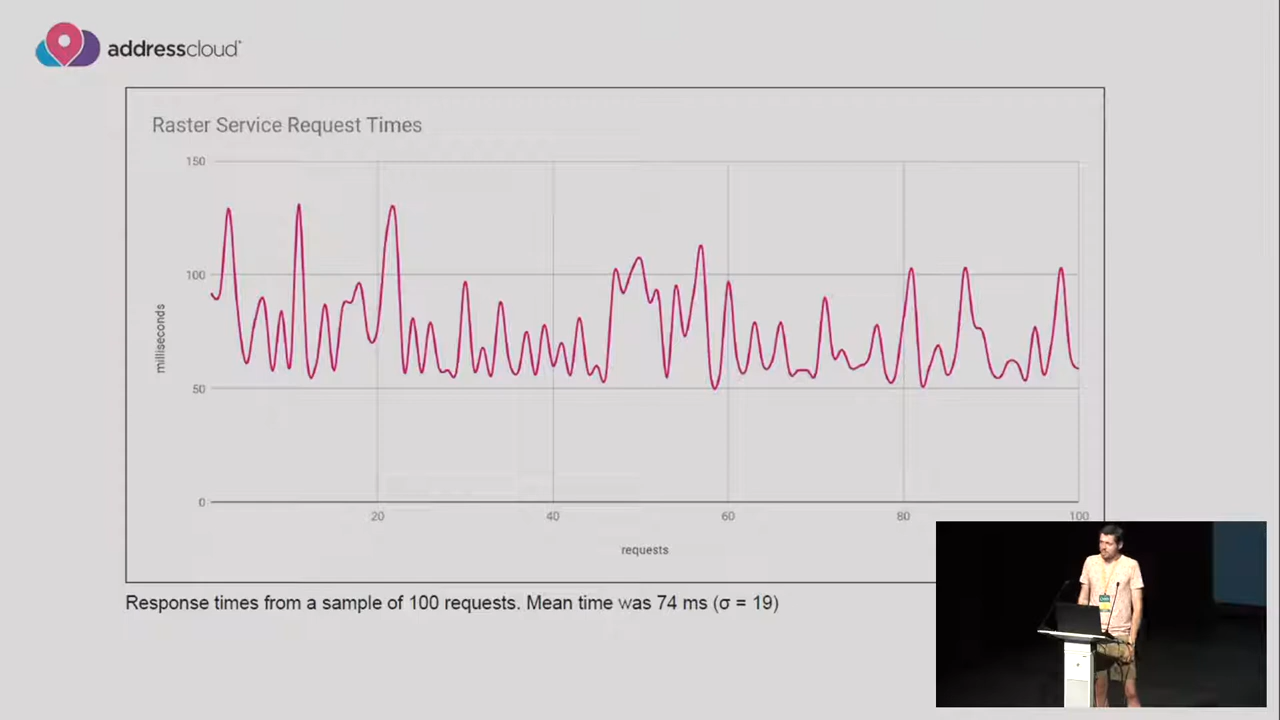 addresscloud
Raster Service Request Times
150
100
50
0
milliseconds
20
40
60
80
100
requests
Response times from a sample of 100 requests. Mean time was 74 ms (σ = 19)